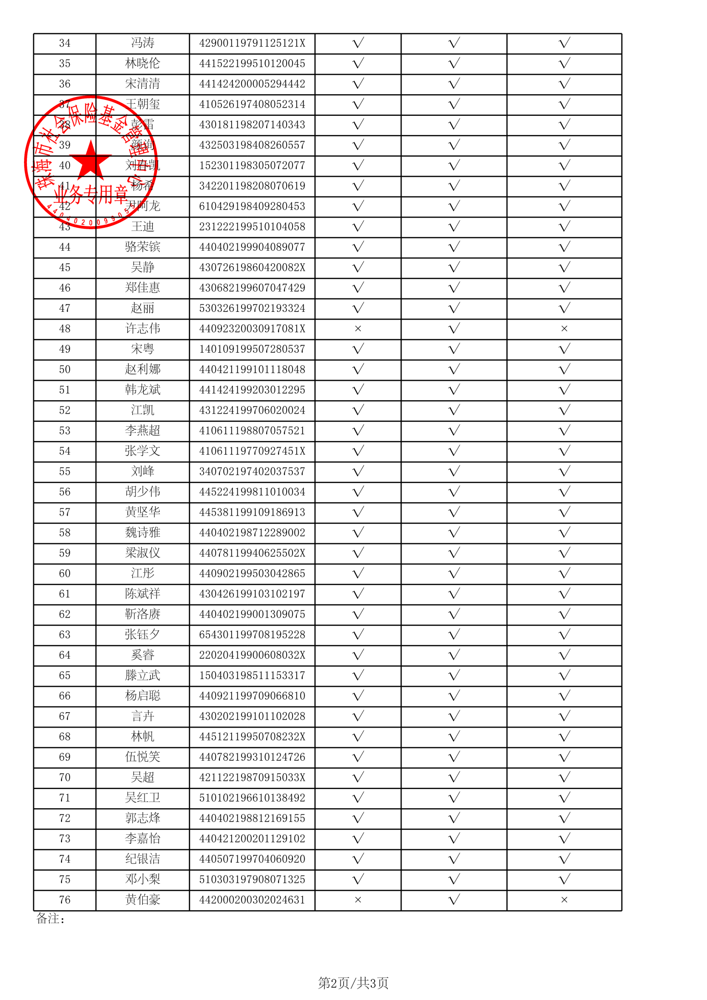 34 冯涛 42900119791125121X √ √ √
35 林晓伦 441522199510120045 √ √ √
36 宋清清 441424200005294442 √ √ √
37 王朝玺 410526197408052314 √ √ √
38 彭雷 430181198207140343 √ √ √
39 颜询 432503198408260557 √ √ √
40 刘春凯 152301198305072077 √ √ √
41 杨希 342201198208070619 √ √ √
42 尹阿龙 610429198409280453 √ √ √
43 王迪 231222199510104058 √ √ √
珠海市社会保险基金管理中心
业务专用章
4404020099055
44 骆荣镔 440402199904089077 √ √ √
45 吴静 43072619860420082X √ √ √
46 郑佳惠 430682199607047429 √ √ √
47 赵丽 530326199702193324 √ √ √
48 许志伟 44092320030917081X × √ ×
49 宋粤 140109199507280537 √ √ √
50 赵利娜 440421199101118048 √ √ √
51 韩龙斌 441424199203012295 √ √ √
52 江凯 431224199706020024 √ √ √
53 李燕超 410611198807057521 √ √ √
54 张学文 41061119770927451X √ √ √
55 刘峰 340702197402037537 √ √ √
56 胡少伟 445224199811010034 √ √ √
57 黄坚华 445381199109186913 √ √ √
58 魏诗雅 440402198712289002 √ √ √
59 梁淑仪 44078119940625502X √ √ √
60 江彤 440902199503042865 √ √ √
61 陈斌祥 430426199103102197 √ √ √
62 靳洛赓 440402199001309075 √ √ √
63 张钰夕 654301199708195228 √ √ √
64 奚睿 22020419900608032X √ √ √
65 滕立武 150403198511153317 √ √ √
66 杨启聪 440921199709066810 √ √ √
67 言卉 430202199101102028 √ √ √
68 林帆 44512119950708232X √ √ √
69 伍悦笑 440782199310124726 √ √ √
70 吴超 42112219870915033X √ √ √
71 吴红卫 510102196610138492 √ √ √
72 郭志烽 440402198812169155 √ √ √
73 李嘉怡 440421200201129102 √ √ √
74 纪银洁 440507199704060920 √ √ √
75 邓小梨 510303197908071325 √ √ √
76 黄伯豪 442000200302024631 × √ ×
备注：
第2页/共3页